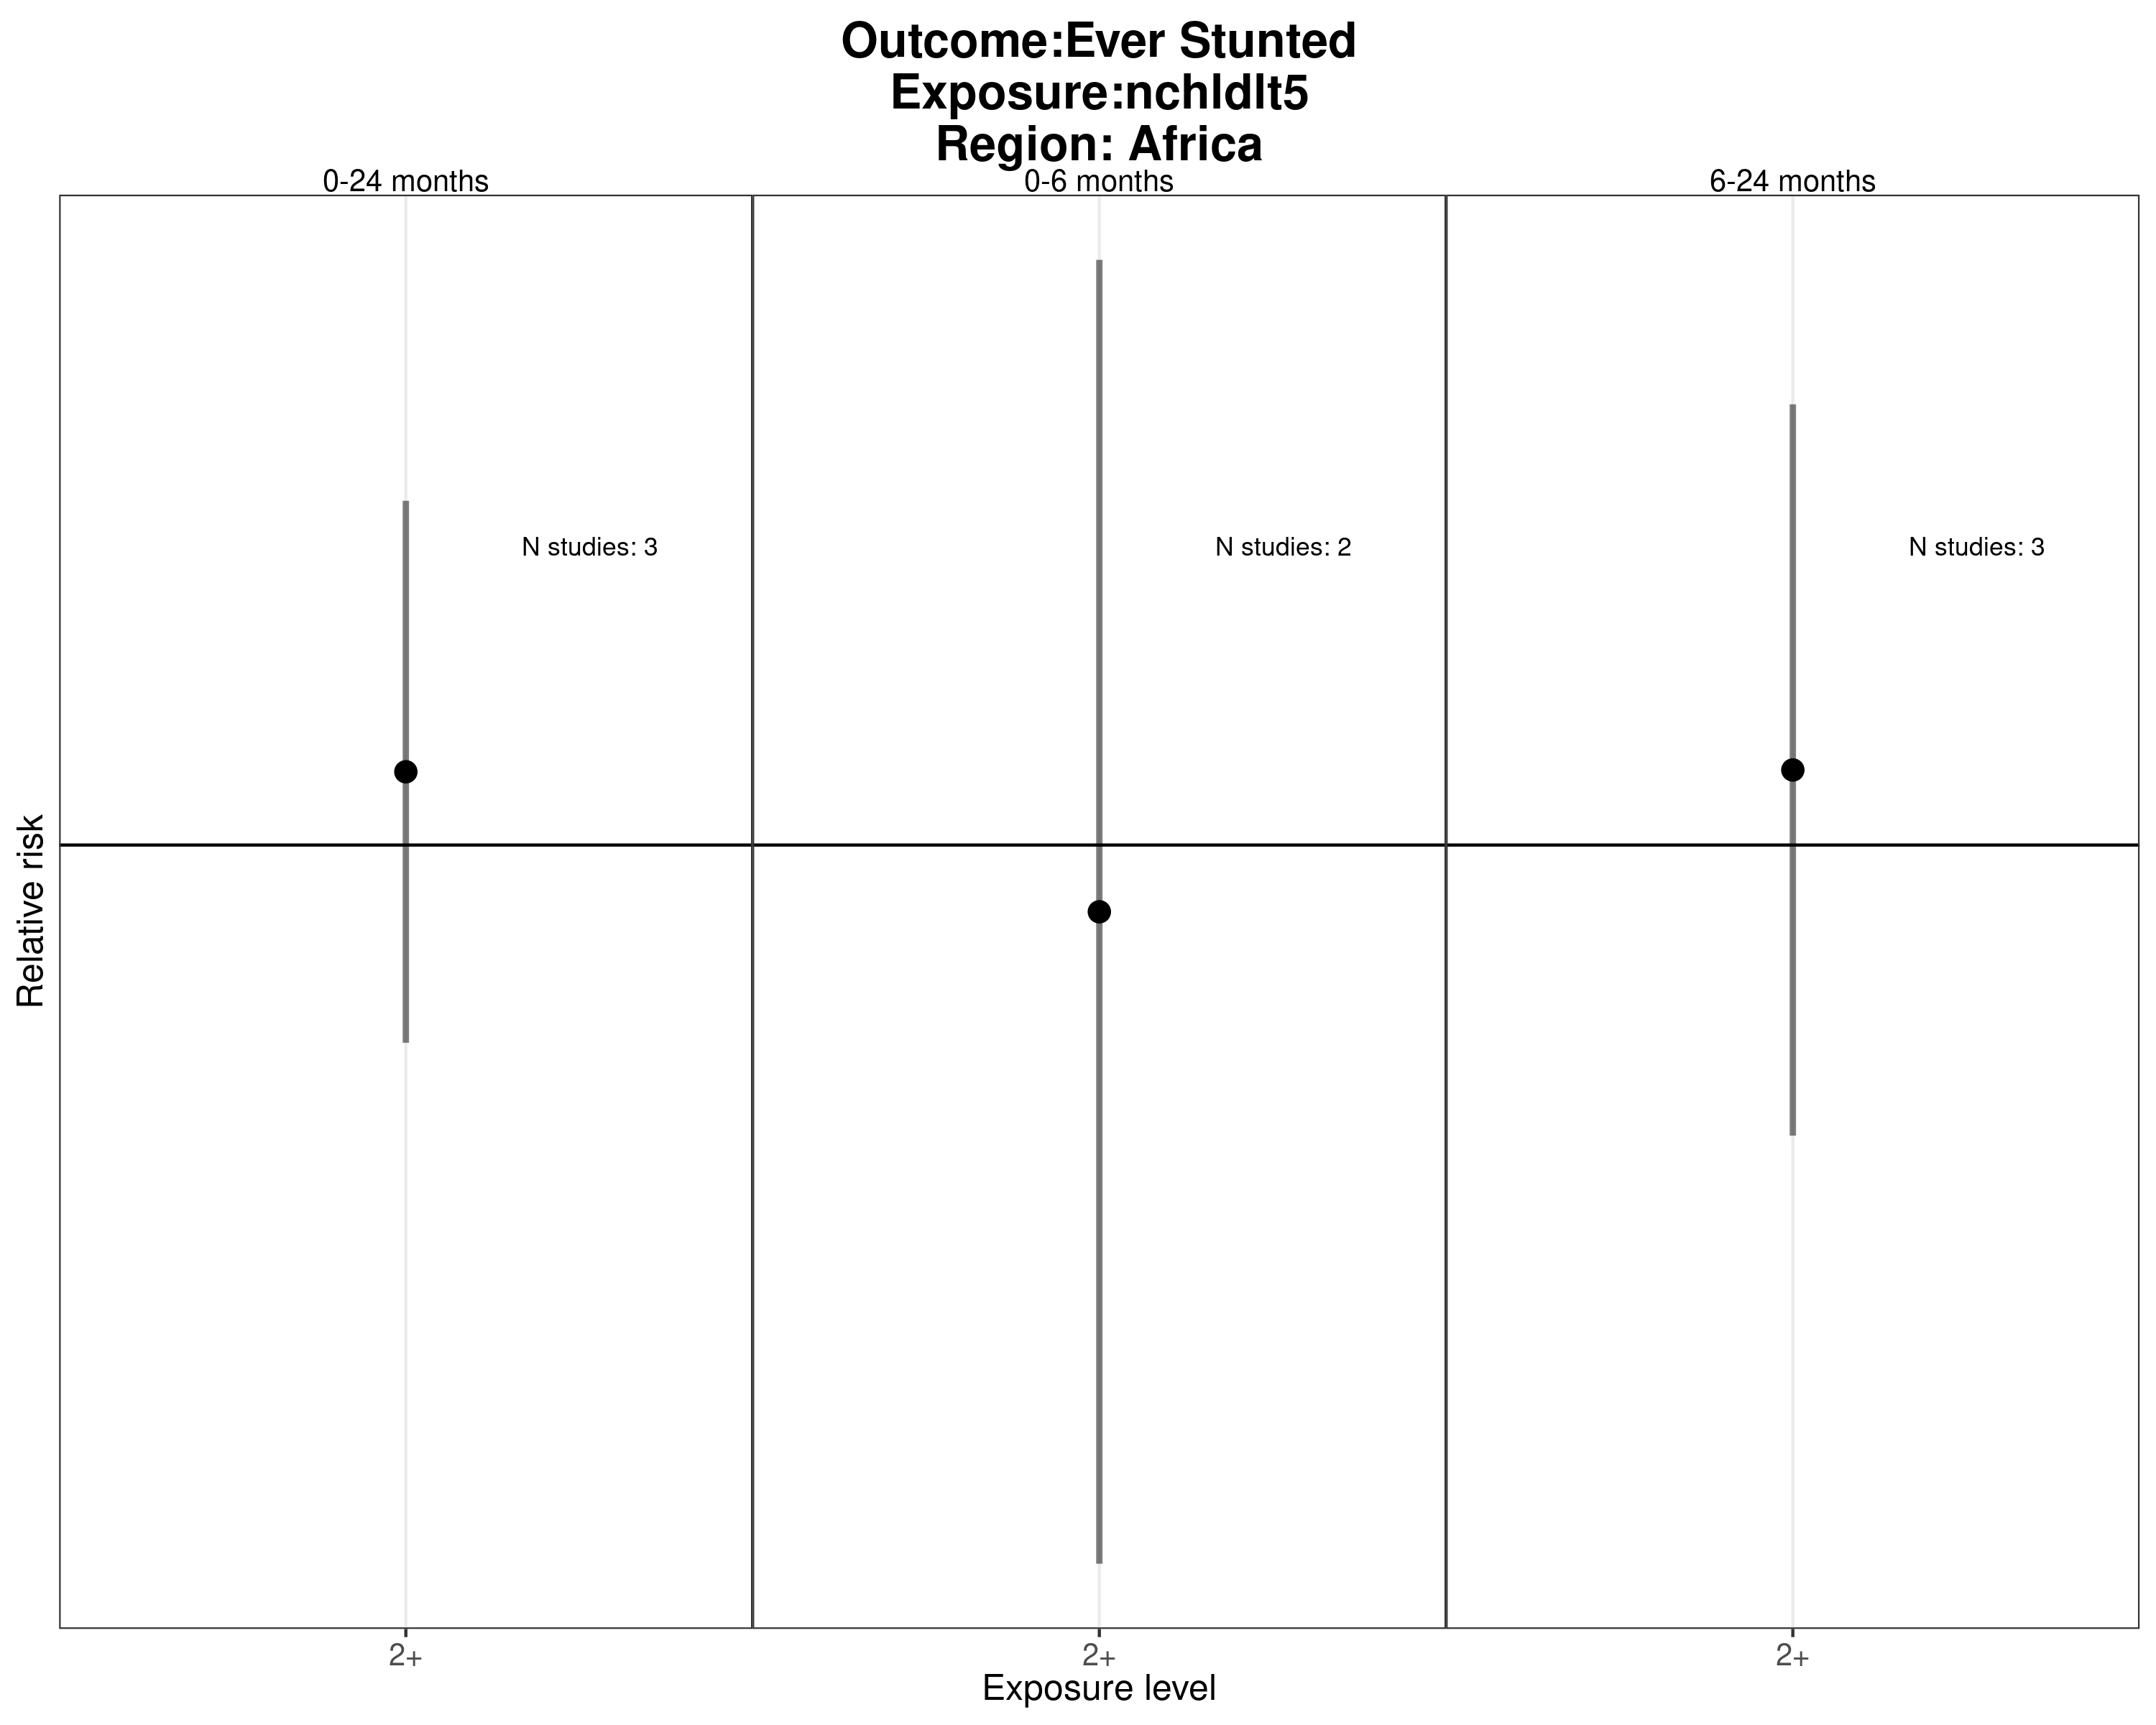 Outcome:Ever Stunted
Exposure:nchldlt5
Region: Africa
0-24 months
0-6 months
6-24 months
N studies: 3
N studies: 2
N studies: 3
Relative risk
2+
2+
2+
Exposure level